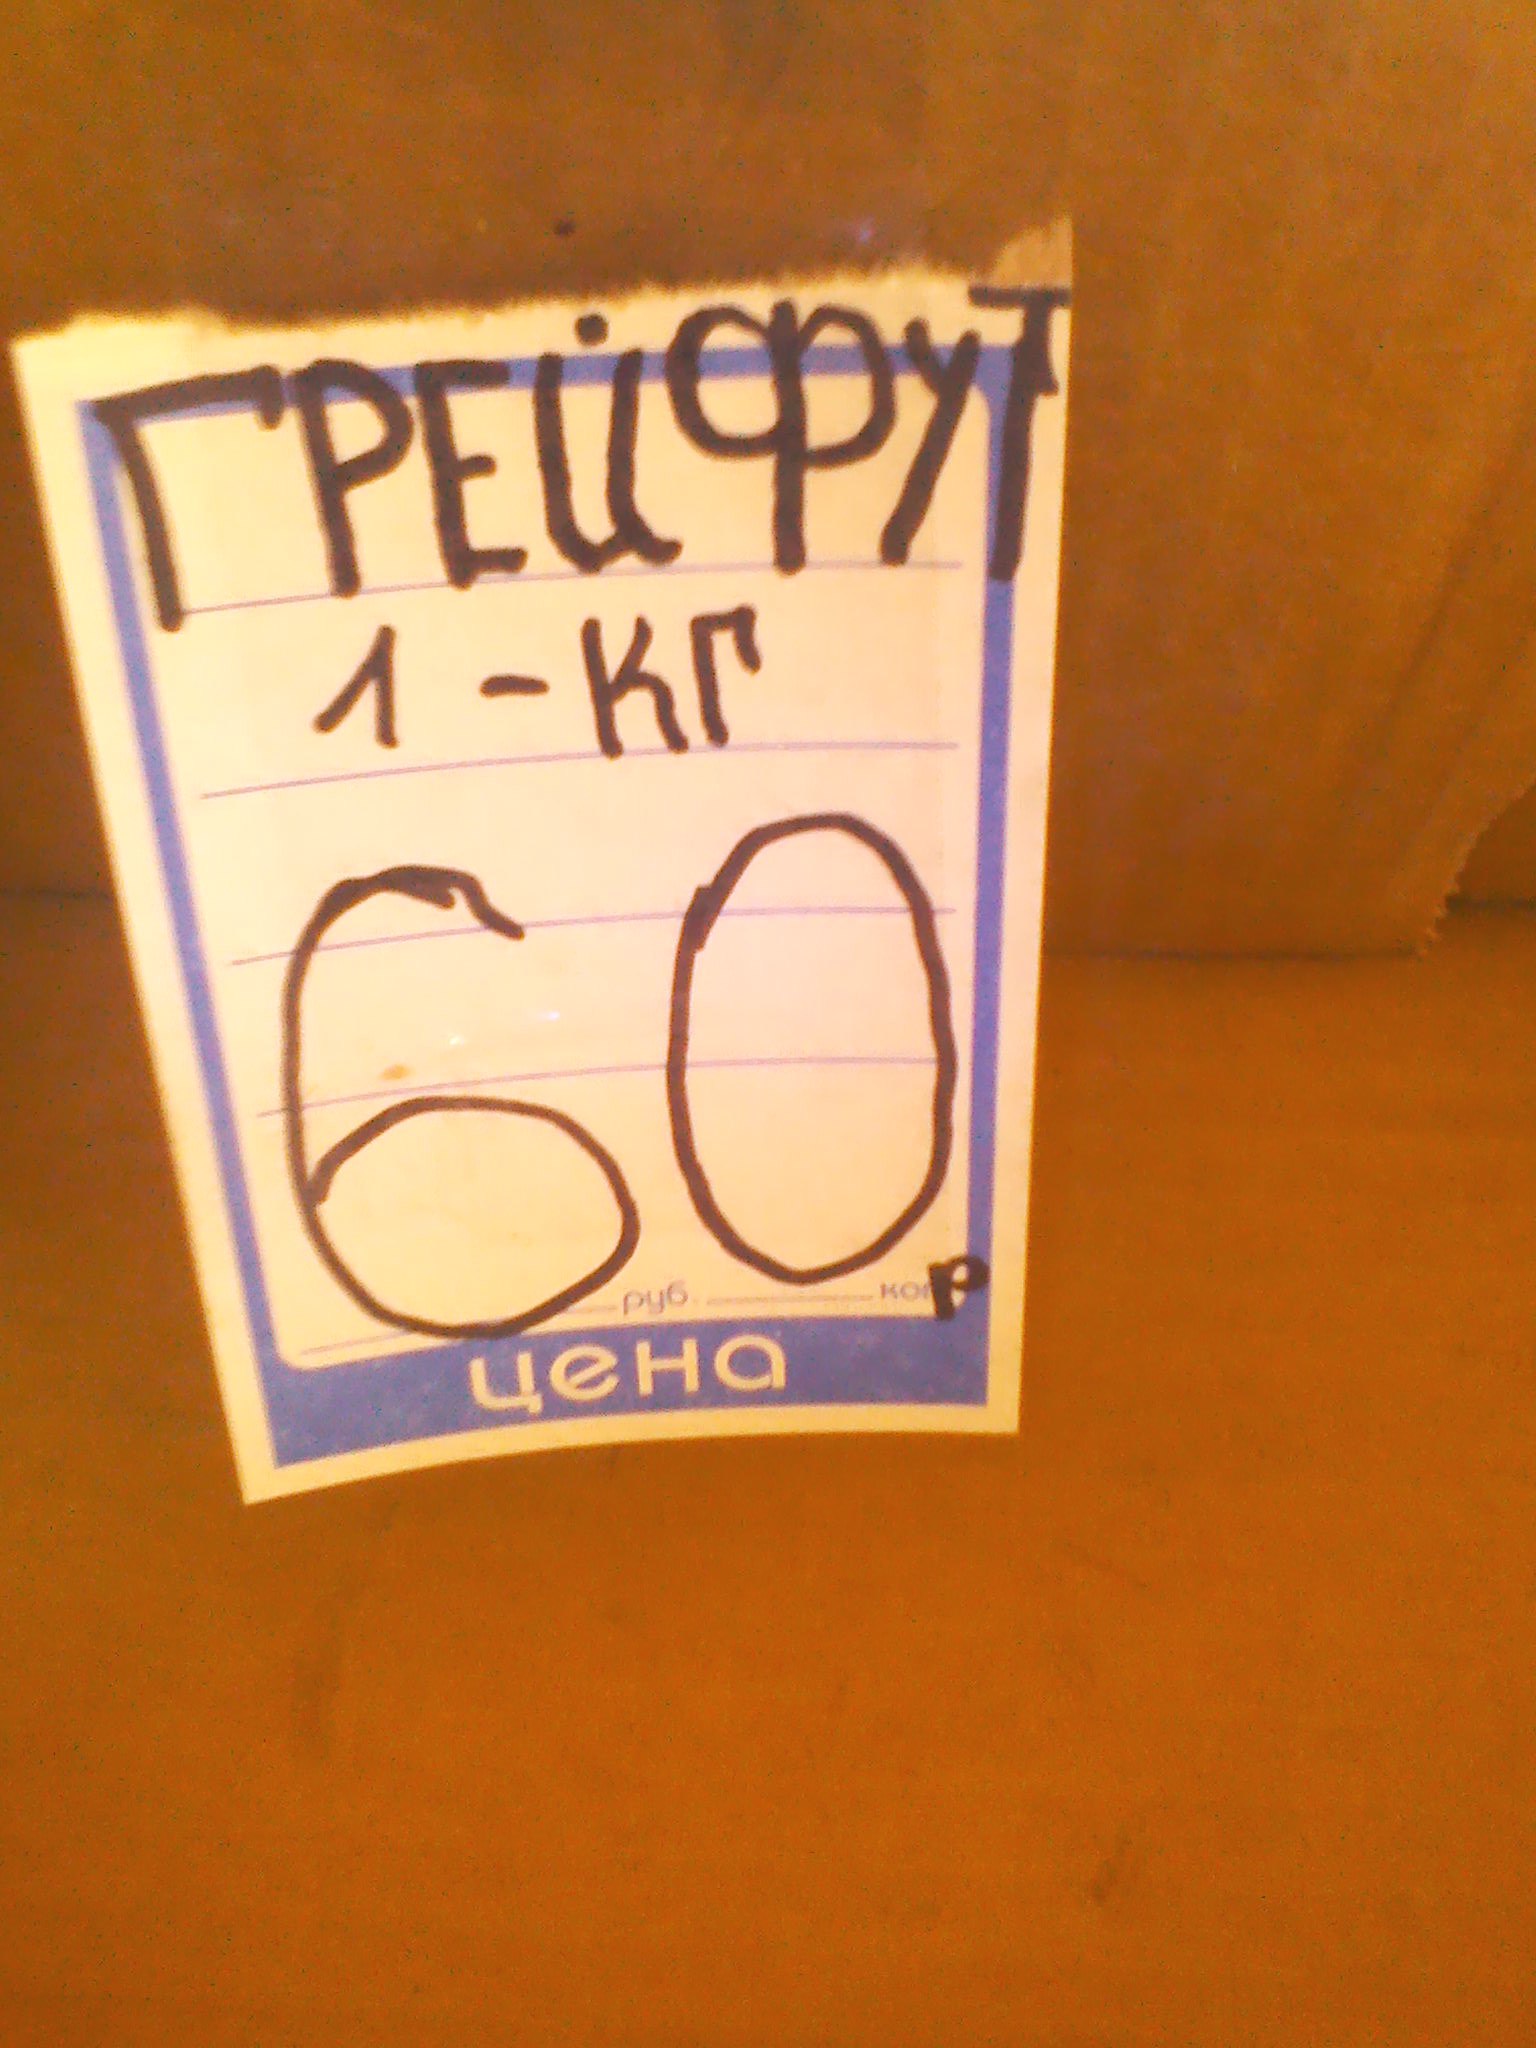 ГРЕЙФУТ
1-КГ
60
руб. коп
Р
цена